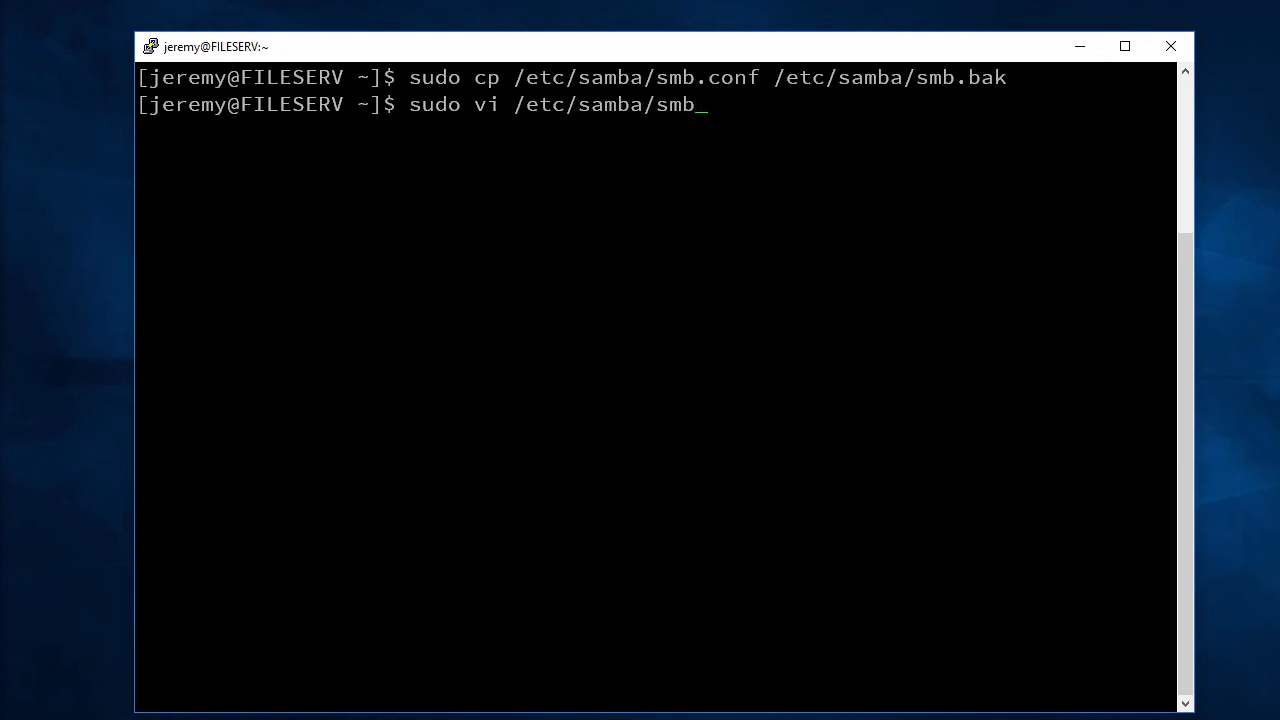 jeremy@FILESERV:~
[jeremy@FILESERV ~]$ sudo cp /etc/samba/smb.conf /etc/samba/smb.bak
[jeremy@FILESERV ~]$ sudo vi /etc/samba/smb_